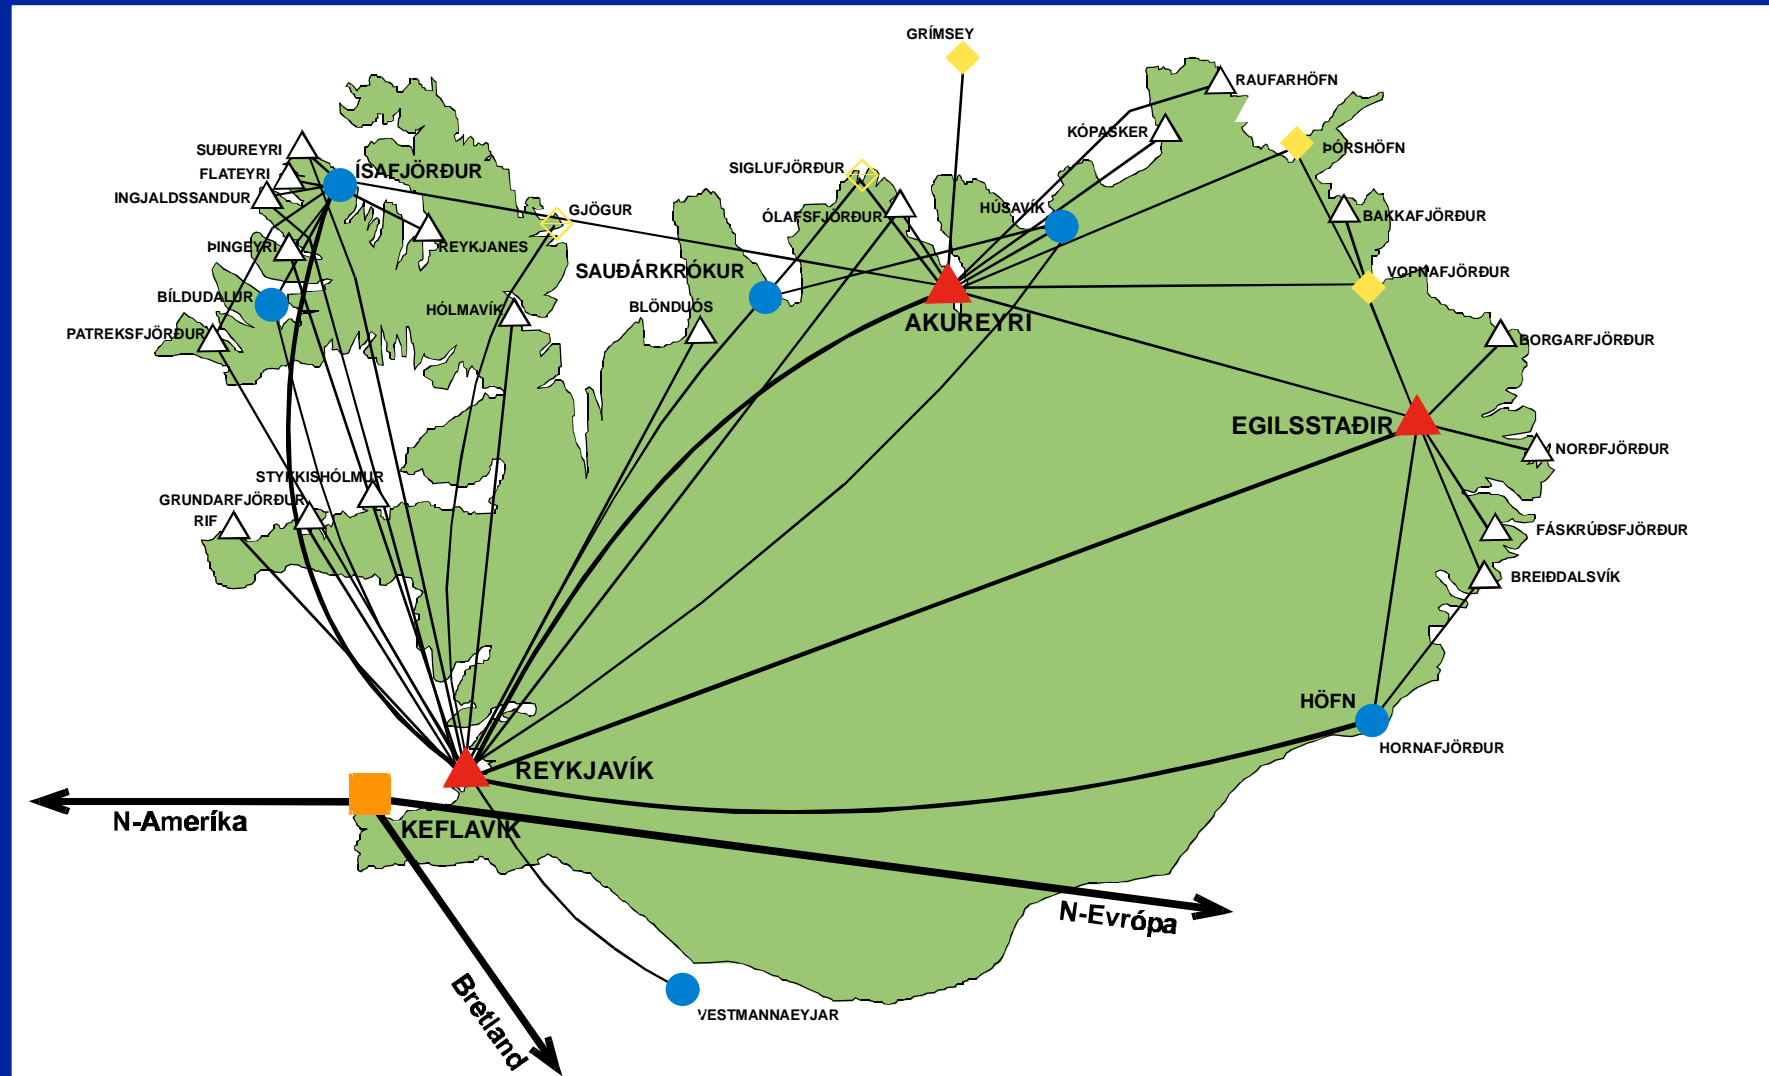 GRÍMSEY
RAUFARHÖFN
KÓPASKER
ÞÓRSHÖFN
SUÐUREYRI
ÍSAFJÖRÐUR
SIGLUFJÖRÐUR
FLATEYRI
INGJALDSSANDUR
GJÖGUR
HÚSAVÍK
ÓLAFSFJÖRÐUR
BAKKAFJÖRÐUR
ÞINGEYRI
REYKJANES
SAUÐÁRKRÓKUR
VOPNAFJÖRÐUR
BÍLDUDALUR
HÓLMAVÍK
BLÖNDUÓS
AKUREYRI
PATREKSFJÖRÐUR
BORGARFJÖRÐUR
EGILSSTAÐIR
NORÐFJÖRÐUR
STYKKISHÓLMUR
GRUNDARFJÖRÐUR
RIF
FÁSKRÚÐSFJÖRÐUR
BREIÐDALSVÍK
HÖFN
HORNAFJÖRÐUR
REYKJAVÍK
N-Ameríka
KEFLAVÍK
N-Evrópa
Bretland
VESTMANNAEYJAR